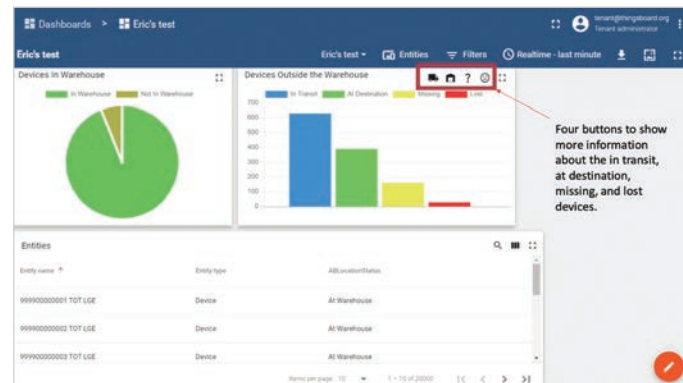 Dashboards > Eric's test
tenant@thingsboard.org
Tenant administrator
Eric's test
Eric's test
Entities
Filters
Realtime - last minute
Devices In Warehouse
In Warehouse
Not In Warehouse
Devices Outside the Warehouse
In Transit
At Destination
Missing
Lost
700
600
500
400
300
200
100
0
Four buttons to show
more information
about the in transit,
at destination,
missing, and lost
devices.
Entities
Entity name
Entity type
ABLocationStatus
999900000001 TOT LGE
Device
At Warehouse
999900000002 TOT LGE
Device
At Warehouse
999900000003 TOT LGE
Device
At Warehouse
Items per page: 10
1 – 10 of 20000